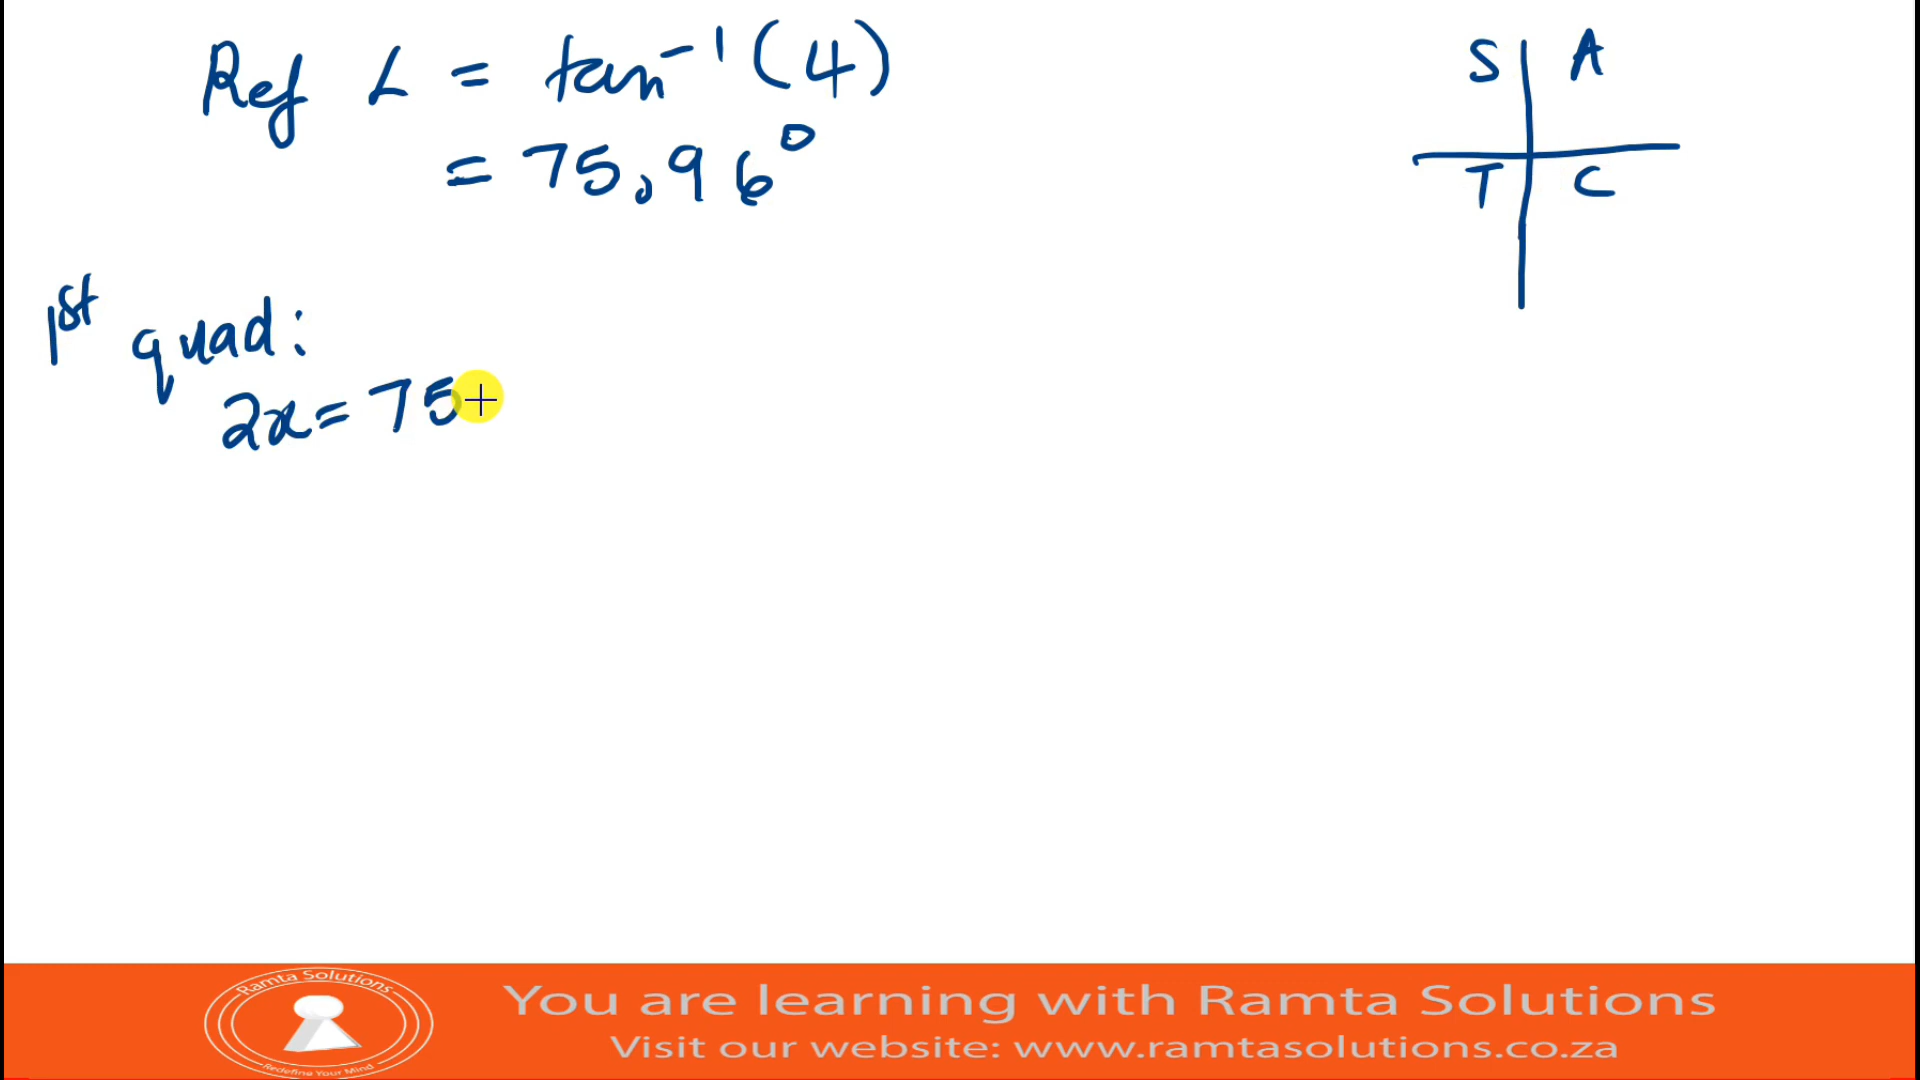 Ref ∠ = tan⁻¹(4)
= 75,96°
S A
T C
1st quad:
2x = 75
Ramta Solutions
Redefine Your Mind
You are learning with Ramta Solutions
Visit our website: www.ramtasolutions.co.za